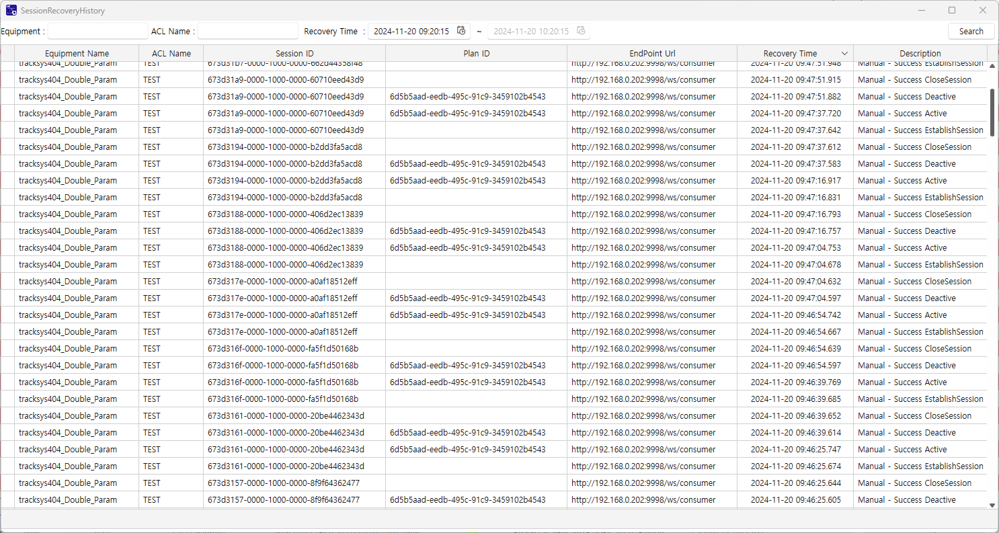 SessionRecoveryHistory
Equipment : ACL Name : Recovery Time : 2024-11-20 09:20:15 ~ 2024-11-20 10:20:15 Search
Equipment Name ACL Name Session ID Plan ID EndPoint Url Recovery Time Description
tracksys404_Double_Param TEST 673d31b7-0000-1000-0000-662d44358f48 http://192.168.0.202:9998/ws/consumer 2024-11-20 09:47:51.948 Manual - Success EstablishSession
tracksys404_Double_Param TEST 673d31a9-0000-1000-0000-60710eed43d9 http://192.168.0.202:9998/ws/consumer 2024-11-20 09:47:51.915 Manual - Success CloseSession
tracksys404_Double_Param TEST 673d31a9-0000-1000-0000-60710eed43d9 6d5b5aad-eedb-495c-91c9-3459102b4543 http://192.168.0.202:9998/ws/consumer 2024-11-20 09:47:51.882 Manual - Success Deactive
tracksys404_Double_Param TEST 673d31a9-0000-1000-0000-60710eed43d9 6d5b5aad-eedb-495c-91c9-3459102b4543 http://192.168.0.202:9998/ws/consumer 2024-11-20 09:47:37.720 Manual - Success Active
tracksys404_Double_Param TEST 673d31a9-0000-1000-0000-60710eed43d9 http://192.168.0.202:9998/ws/consumer 2024-11-20 09:47:37.642 Manual - Success EstablishSession
tracksys404_Double_Param TEST 673d3194-0000-1000-0000-b2dd3fa5acd8 http://192.168.0.202:9998/ws/consumer 2024-11-20 09:47:37.612 Manual - Success CloseSession
tracksys404_Double_Param TEST 673d3194-0000-1000-0000-b2dd3fa5acd8 6d5b5aad-eedb-495c-91c9-3459102b4543 http://192.168.0.202:9998/ws/consumer 2024-11-20 09:47:37.583 Manual - Success Deactive
tracksys404_Double_Param TEST 673d3194-0000-1000-0000-b2dd3fa5acd8 6d5b5aad-eedb-495c-91c9-3459102b4543 http://192.168.0.202:9998/ws/consumer 2024-11-20 09:47:16.917 Manual - Success Active
tracksys404_Double_Param TEST 673d3194-0000-1000-0000-b2dd3fa5acd8 http://192.168.0.202:9998/ws/consumer 2024-11-20 09:47:16.831 Manual - Success EstablishSession
tracksys404_Double_Param TEST 673d3188-0000-1000-0000-406d2ec13839 http://192.168.0.202:9998/ws/consumer 2024-11-20 09:47:16.793 Manual - Success CloseSession
tracksys404_Double_Param TEST 673d3188-0000-1000-0000-406d2ec13839 6d5b5aad-eedb-495c-91c9-3459102b4543 http://192.168.0.202:9998/ws/consumer 2024-11-20 09:47:16.757 Manual - Success Deactive
tracksys404_Double_Param TEST 673d3188-0000-1000-0000-406d2ec13839 6d5b5aad-eedb-495c-91c9-3459102b4543 http://192.168.0.202:9998/ws/consumer 2024-11-20 09:47:04.753 Manual - Success Active
tracksys404_Double_Param TEST 673d3188-0000-1000-0000-406d2ec13839 http://192.168.0.202:9998/ws/consumer 2024-11-20 09:47:04.678 Manual - Success EstablishSession
tracksys404_Double_Param TEST 673d317e-0000-1000-0000-a0af18512eff http://192.168.0.202:9998/ws/consumer 2024-11-20 09:47:04.632 Manual - Success CloseSession
tracksys404_Double_Param TEST 673d317e-0000-1000-0000-a0af18512eff 6d5b5aad-eedb-495c-91c9-3459102b4543 http://192.168.0.202:9998/ws/consumer 2024-11-20 09:47:04.597 Manual - Success Deactive
tracksys404_Double_Param TEST 673d317e-0000-1000-0000-a0af18512eff 6d5b5aad-eedb-495c-91c9-3459102b4543 http://192.168.0.202:9998/ws/consumer 2024-11-20 09:46:54.742 Manual - Success Active
tracksys404_Double_Param TEST 673d317e-0000-1000-0000-a0af18512eff http://192.168.0.202:9998/ws/consumer 2024-11-20 09:46:54.667 Manual - Success EstablishSession
tracksys404_Double_Param TEST 673d316f-0000-1000-0000-fa5f1d50168b http://192.168.0.202:9998/ws/consumer 2024-11-20 09:46:54.639 Manual - Success CloseSession
tracksys404_Double_Param TEST 673d316f-0000-1000-0000-fa5f1d50168b 6d5b5aad-eedb-495c-91c9-3459102b4543 http://192.168.0.202:9998/ws/consumer 2024-11-20 09:46:54.597 Manual - Success Deactive
tracksys404_Double_Param TEST 673d316f-0000-1000-0000-fa5f1d50168b 6d5b5aad-eedb-495c-91c9-3459102b4543 http://192.168.0.202:9998/ws/consumer 2024-11-20 09:46:39.769 Manual - Success Active
tracksys404_Double_Param TEST 673d316f-0000-1000-0000-fa5f1d50168b http://192.168.0.202:9998/ws/consumer 2024-11-20 09:46:39.685 Manual - Success EstablishSession
tracksys404_Double_Param TEST 673d3161-0000-1000-0000-20be4462343d http://192.168.0.202:9998/ws/consumer 2024-11-20 09:46:39.652 Manual - Success CloseSession
tracksys404_Double_Param TEST 673d3161-0000-1000-0000-20be4462343d 6d5b5aad-eedb-495c-91c9-3459102b4543 http://192.168.0.202:9998/ws/consumer 2024-11-20 09:46:39.614 Manual - Success Deactive
tracksys404_Double_Param TEST 673d3161-0000-1000-0000-20be4462343d 6d5b5aad-eedb-495c-91c9-3459102b4543 http://192.168.0.202:9998/ws/consumer 2024-11-20 09:46:25.747 Manual - Success Active
tracksys404_Double_Param TEST 673d3161-0000-1000-0000-20be4462343d http://192.168.0.202:9998/ws/consumer 2024-11-20 09:46:25.674 Manual - Success EstablishSession
tracksys404_Double_Param TEST 673d3157-0000-1000-0000-8f9f64362477 http://192.168.0.202:9998/ws/consumer 2024-11-20 09:46:25.644 Manual - Success CloseSession
tracksys404_Double_Param TEST 673d3157-0000-1000-0000-8f9f64362477 6d5b5aad-eedb-495c-91c9-3459102b4543 http://192.168.0.202:9998/ws/consumer 2024-11-20 09:46:25.605 Manual - Success Deactive